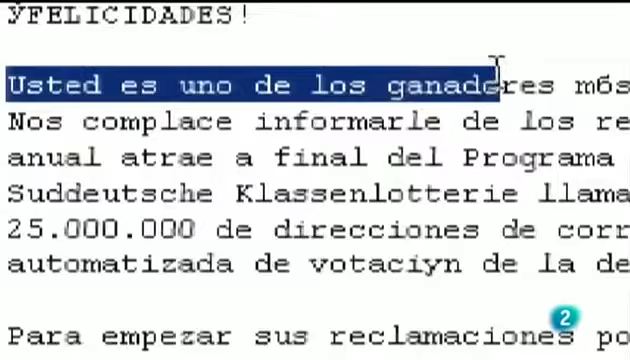 ýFELICIDADES!
Usted es uno de los ganadores mбs
Nos complace informarle de los re
anual atrae a final del Programa
Suddeutsche Klassenlotterie llama
25.000.000 de direcciones de corr
automatizada de votaciyn de la de
2
Para empezar sus reclamaciones po